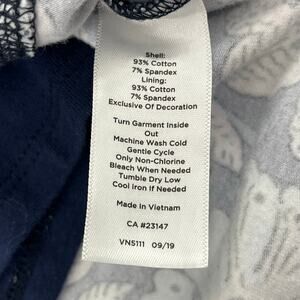 Shell:
93% Cotton
7% Spandex
Lining:
93% Cotton
7% Spandex
Exclusive Of Decoration
Turn Garment Inside
Out
Machine Wash Cold
Gentle Cycle
Only Non-Chlorine
Bleach When Needed
Tumble Dry Low
Cool Iron If Needed
Made In Vietnam
CA #23147
VN5111 09/19